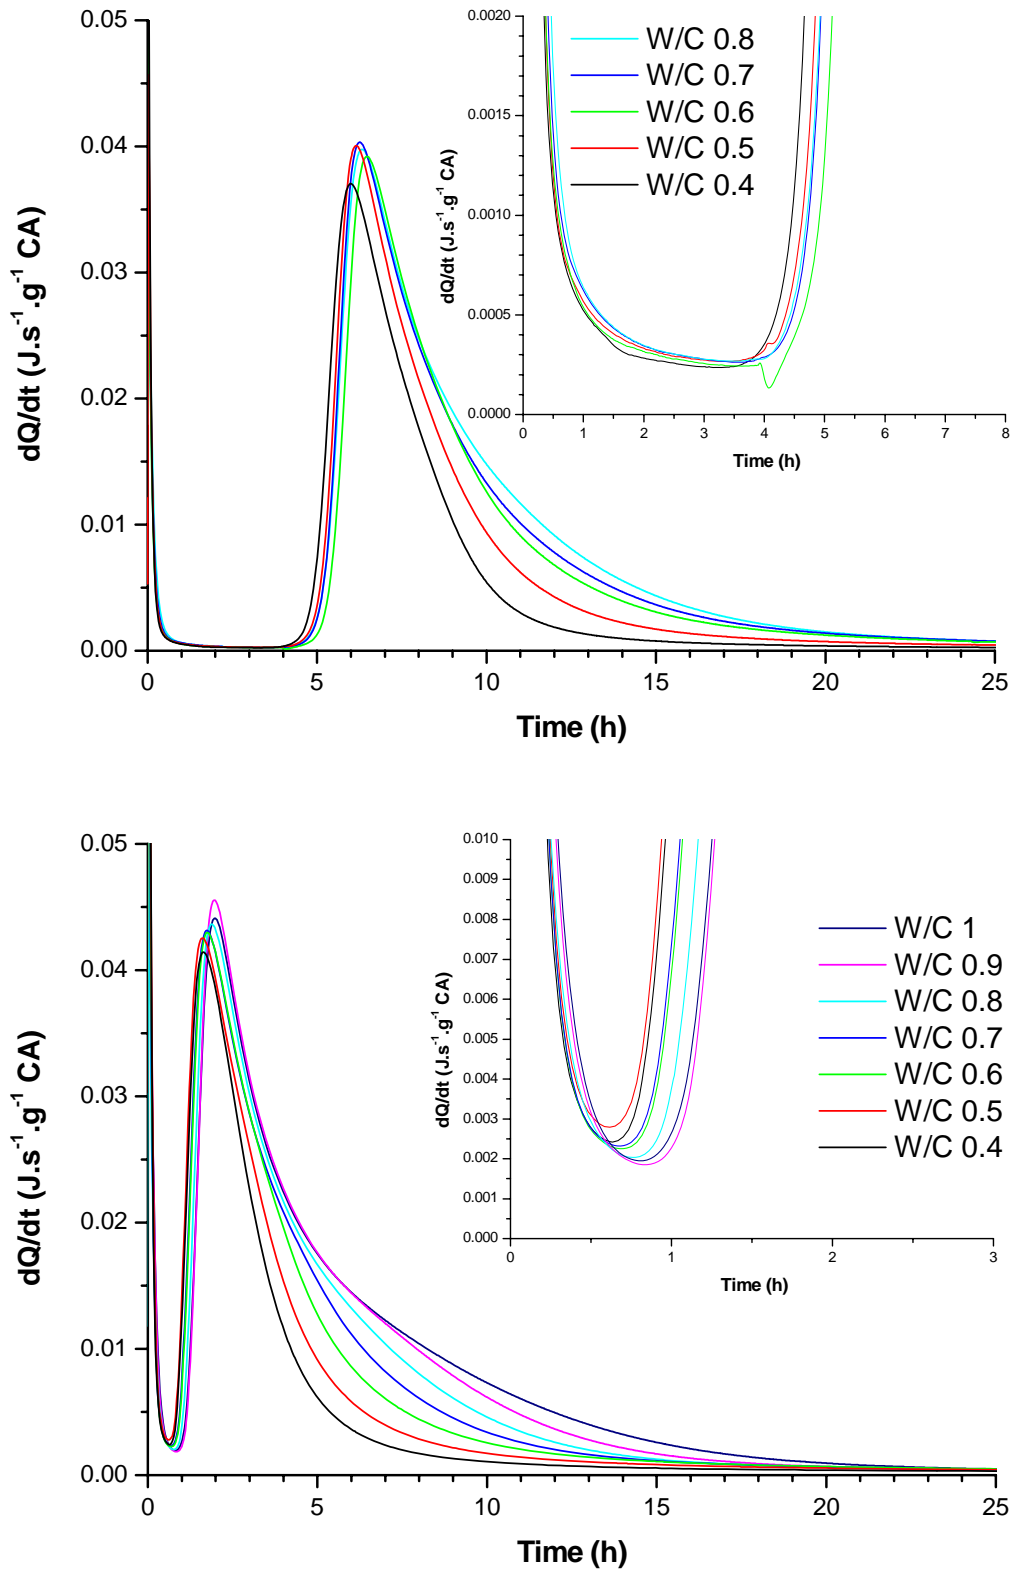 0.05
0.04
0.03
0.02
0.01
0.00
dQ/dt (J.s⁻¹.g⁻¹ CA)
0 5 10 15 20 25
Time (h)
0.0020
0.0015
0.0010
0.0005
0.0000
dQ/dt (J.s⁻¹.g⁻¹ CA)
0 1 2 3 4 5 6 7 8
Time (h)
W/C 0.8
W/C 0.7
W/C 0.6
W/C 0.5
W/C 0.4
0.05
0.04
0.03
0.02
0.01
0.00
dQ/dt (J.s⁻¹.g⁻¹ CA)
0 5 10 15 20 25
Time (h)
0.010
0.009
0.008
0.007
0.006
0.005
0.004
0.003
0.002
0.001
0.000
dQ/dt (J.s⁻¹.g⁻¹ CA)
0 1 2 3
Time (h)
W/C 1
W/C 0.9
W/C 0.8
W/C 0.7
W/C 0.6
W/C 0.5
W/C 0.4